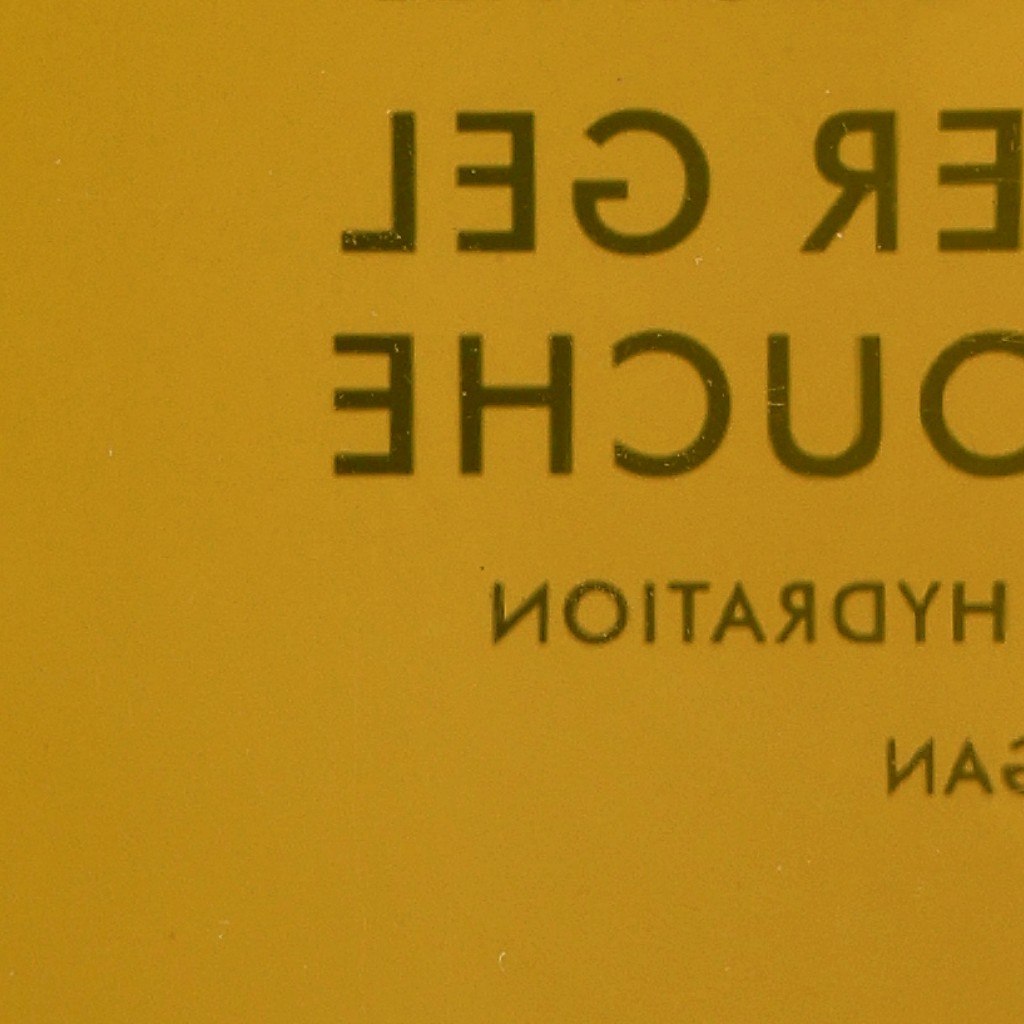 ER GEL
OUCHE
HYDRATION
GAN